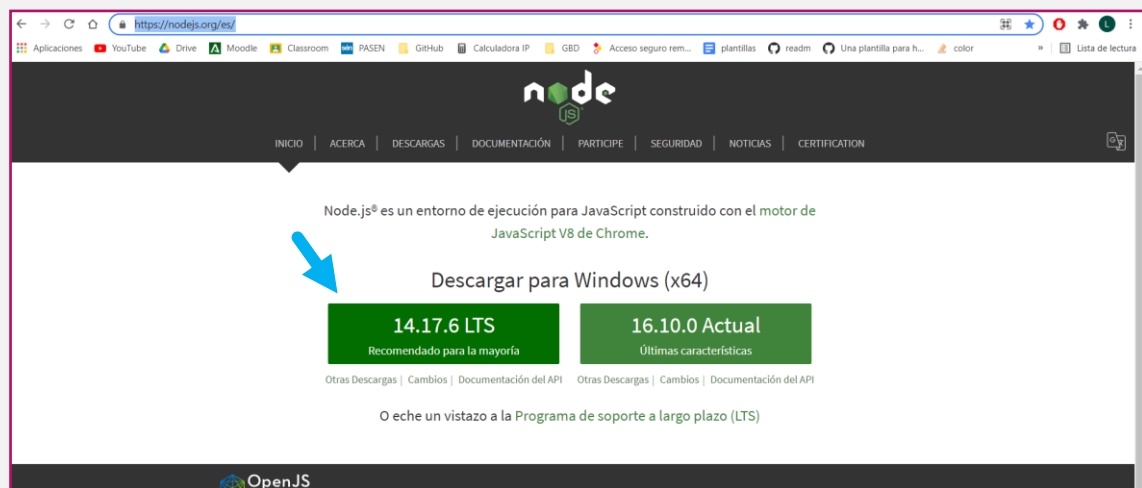 https://nodejs.org/es/
L
Aplicaciones YouTube Drive Moodle Classroom PASEN GitHub Calculadora IP GBD Acceso seguro rem... plantillas readm Una plantilla para h... color » Lista de lectura
node
JS
INICIO | ACERCA | DESCARGAS | DOCUMENTACIÓN | PARTICIPE | SEGURIDAD | NOTICIAS | CERTIFICATION
Node.js® es un entorno de ejecución para JavaScript construido con el motor de
JavaScript V8 de Chrome.
Descargar para Windows (x64)
14.17.6 LTS
Recomendado para la mayoría
16.10.0 Actual
Últimas características
Otras Descargas | Cambios | Documentación del API
Otras Descargas | Cambios | Documentación del API
O eche un vistazo a la Programa de soporte a largo plazo (LTS)
OpenJS